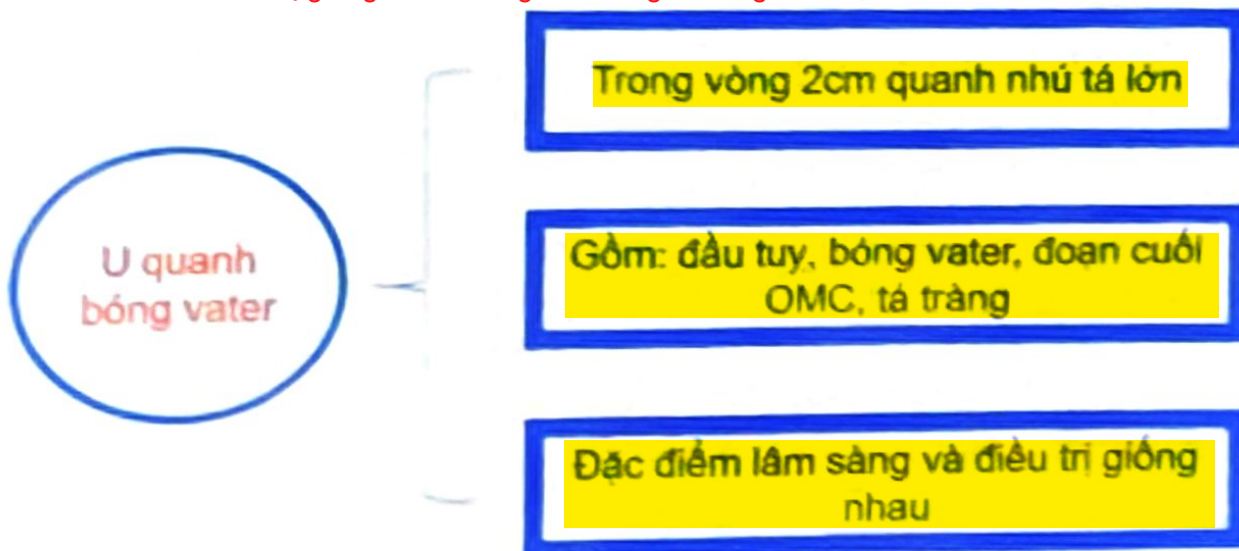 Trong vòng 2cm quanh nhú tá lớn
U quanh
bóng vater
Gồm: đầu tuy, bóng vater, đoạn cuối
OMC, tá tràng
Đặc điểm lâm sàng và điều trị giống
nhau